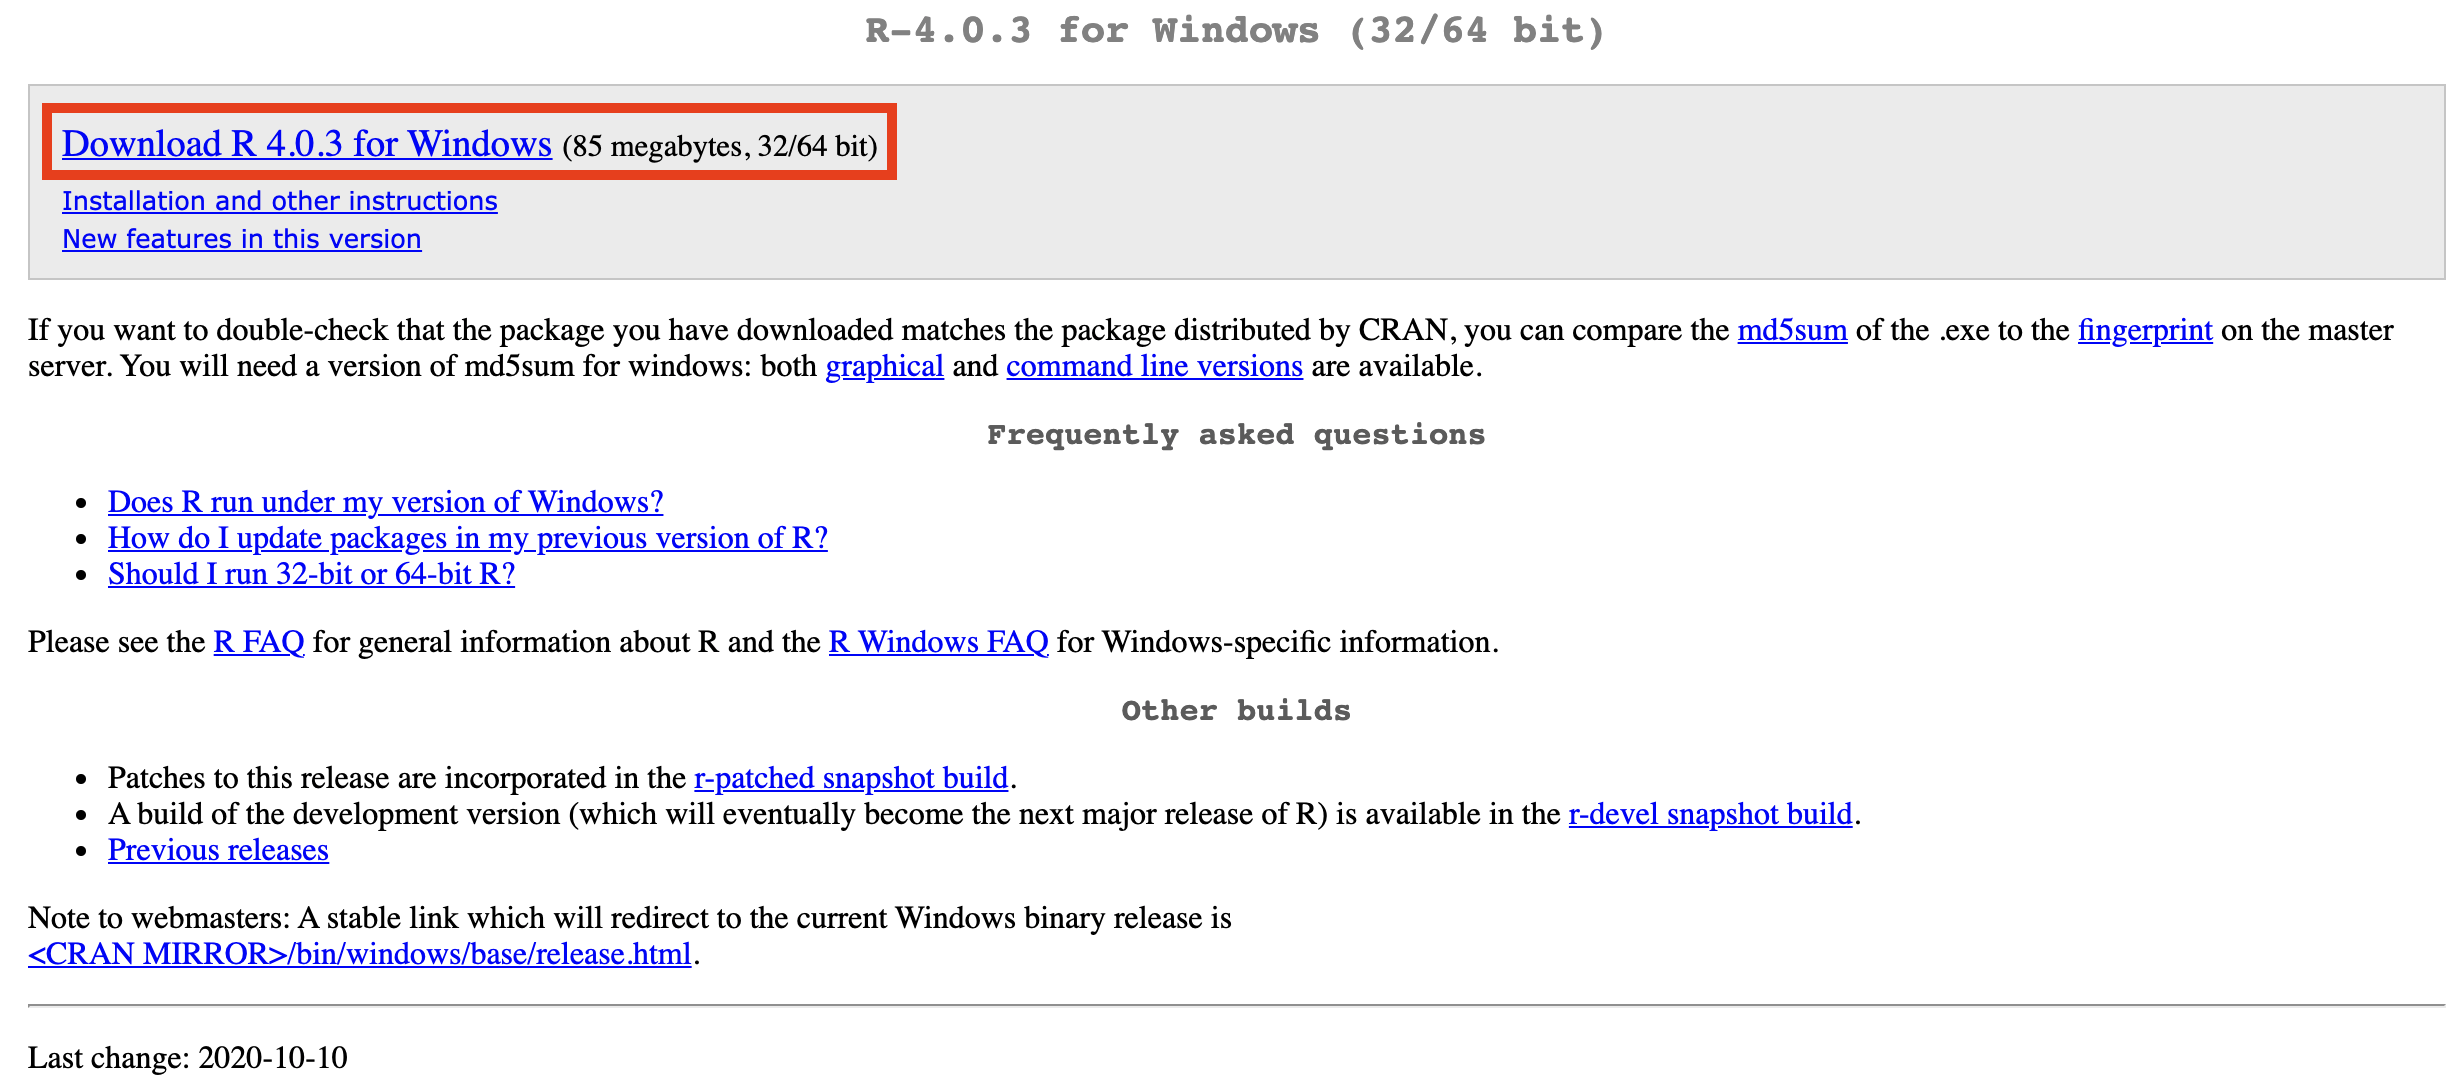 R-4.0.3 for Windows (32/64 bit)
Download R 4.0.3 for Windows (85 megabytes, 32/64 bit)
Installation and other instructions
New features in this version
If you want to double-check that the package you have downloaded matches the package distributed by CRAN, you can compare the md5sum of the .exe to the fingerprint on the master
server. You will need a version of md5sum for windows: both graphical and command line versions are available.
Frequently asked questions
• Does R run under my version of Windows?
• How do I update packages in my previous version of R?
• Should I run 32-bit or 64-bit R?
Please see the R FAQ for general information about R and the R Windows FAQ for Windows-specific information.
Other builds
• Patches to this release are incorporated in the r-patched snapshot build.
• A build of the development version (which will eventually become the next major release of R) is available in the r-devel snapshot build.
• Previous releases
Note to webmasters: A stable link which will redirect to the current Windows binary release is
<CRAN MIRROR>/bin/windows/base/release.html.
Last change: 2020-10-10